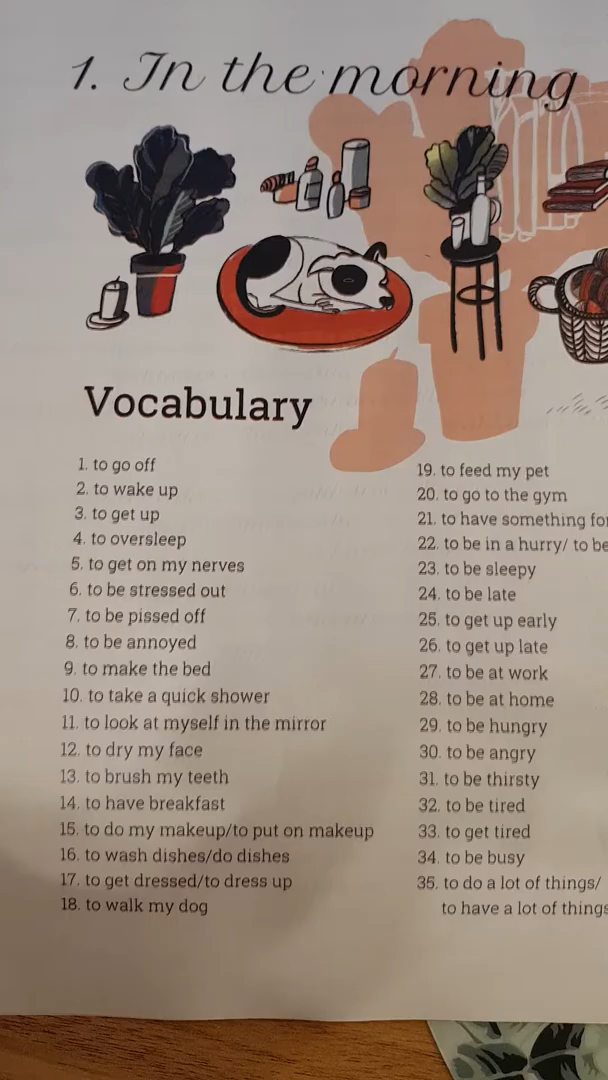 1. In the morning
Vocabulary
1. to go off
2. to wake up
3. to get up
4. to oversleep
5. to get on my nerves
6. to be stressed out
7. to be pissed off
8. to be annoyed
9. to make the bed
10. to take a quick shower
11. to look at myself in the mirror
12. to dry my face
13. to brush my teeth
14. to have breakfast
15. to do my makeup/to put on makeup
16. to wash dishes/do dishes
17. to get dressed/to dress up
18. to walk my dog
19. to feed my pet
20. to go to the gym
21. to have something for
22. to be in a hurry/ to be
23. to be sleepy
24. to be late
25. to get up early
26. to get up late
27. to be at work
28. to be at home
29. to be hungry
30. to be angry
31. to be thirsty
32. to be tired
33. to get tired
34. to be busy
35. to do a lot of things/
to have a lot of things